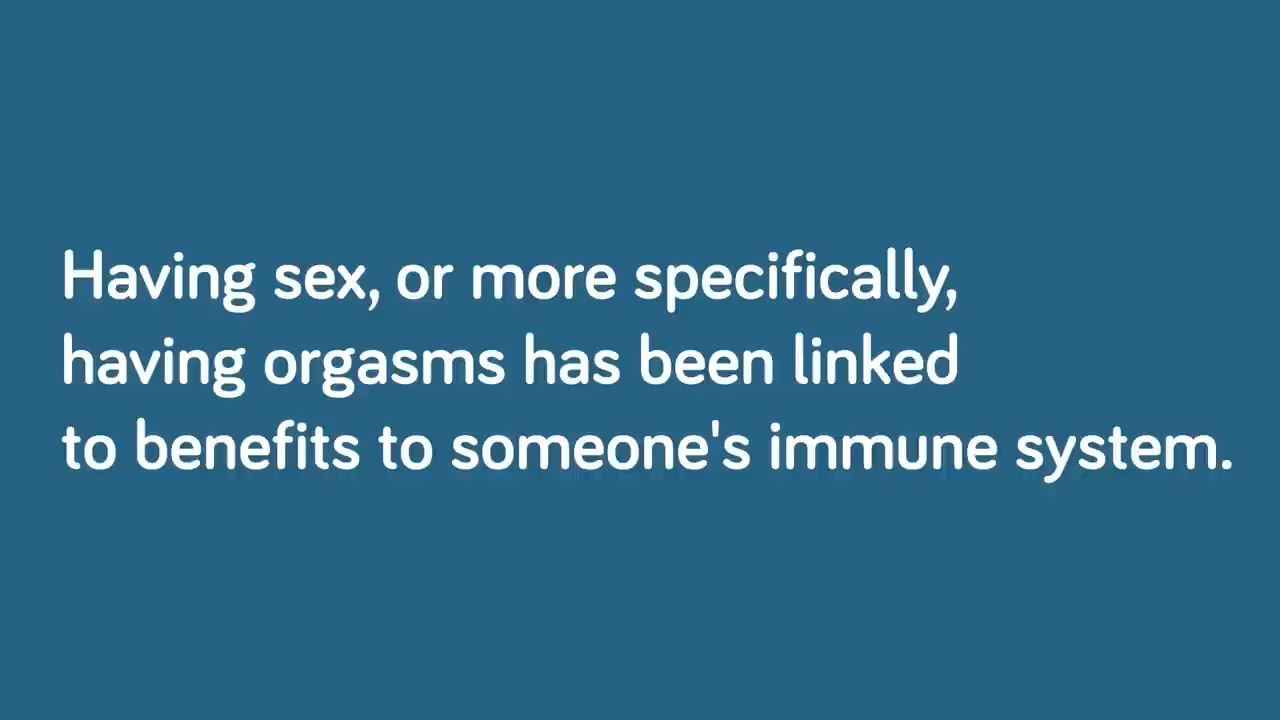 Having sex, or more specifically,
having orgasms has been linked
to benefits to someone's immune system.